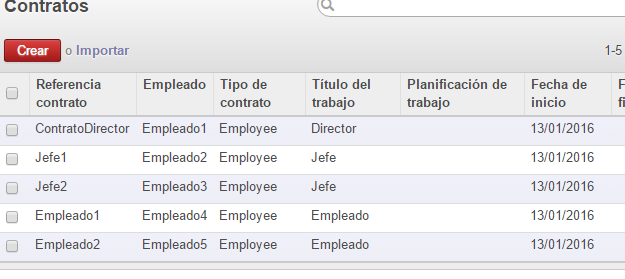 Contratos
Crear o Importar 1-5
Referencia contrato Empleado Tipo de contrato Título del trabajo Planificación de trabajo Fecha de inicio F fi
ContratoDirector Empleado1 Employee Director 13/01/2016
Jefe1 Empleado2 Employee Jefe 13/01/2016
Jefe2 Empleado3 Employee Jefe 13/01/2016
Empleado1 Empleado4 Employee Empleado 13/01/2016
Empleado2 Empleado5 Employee Empleado 13/01/2016